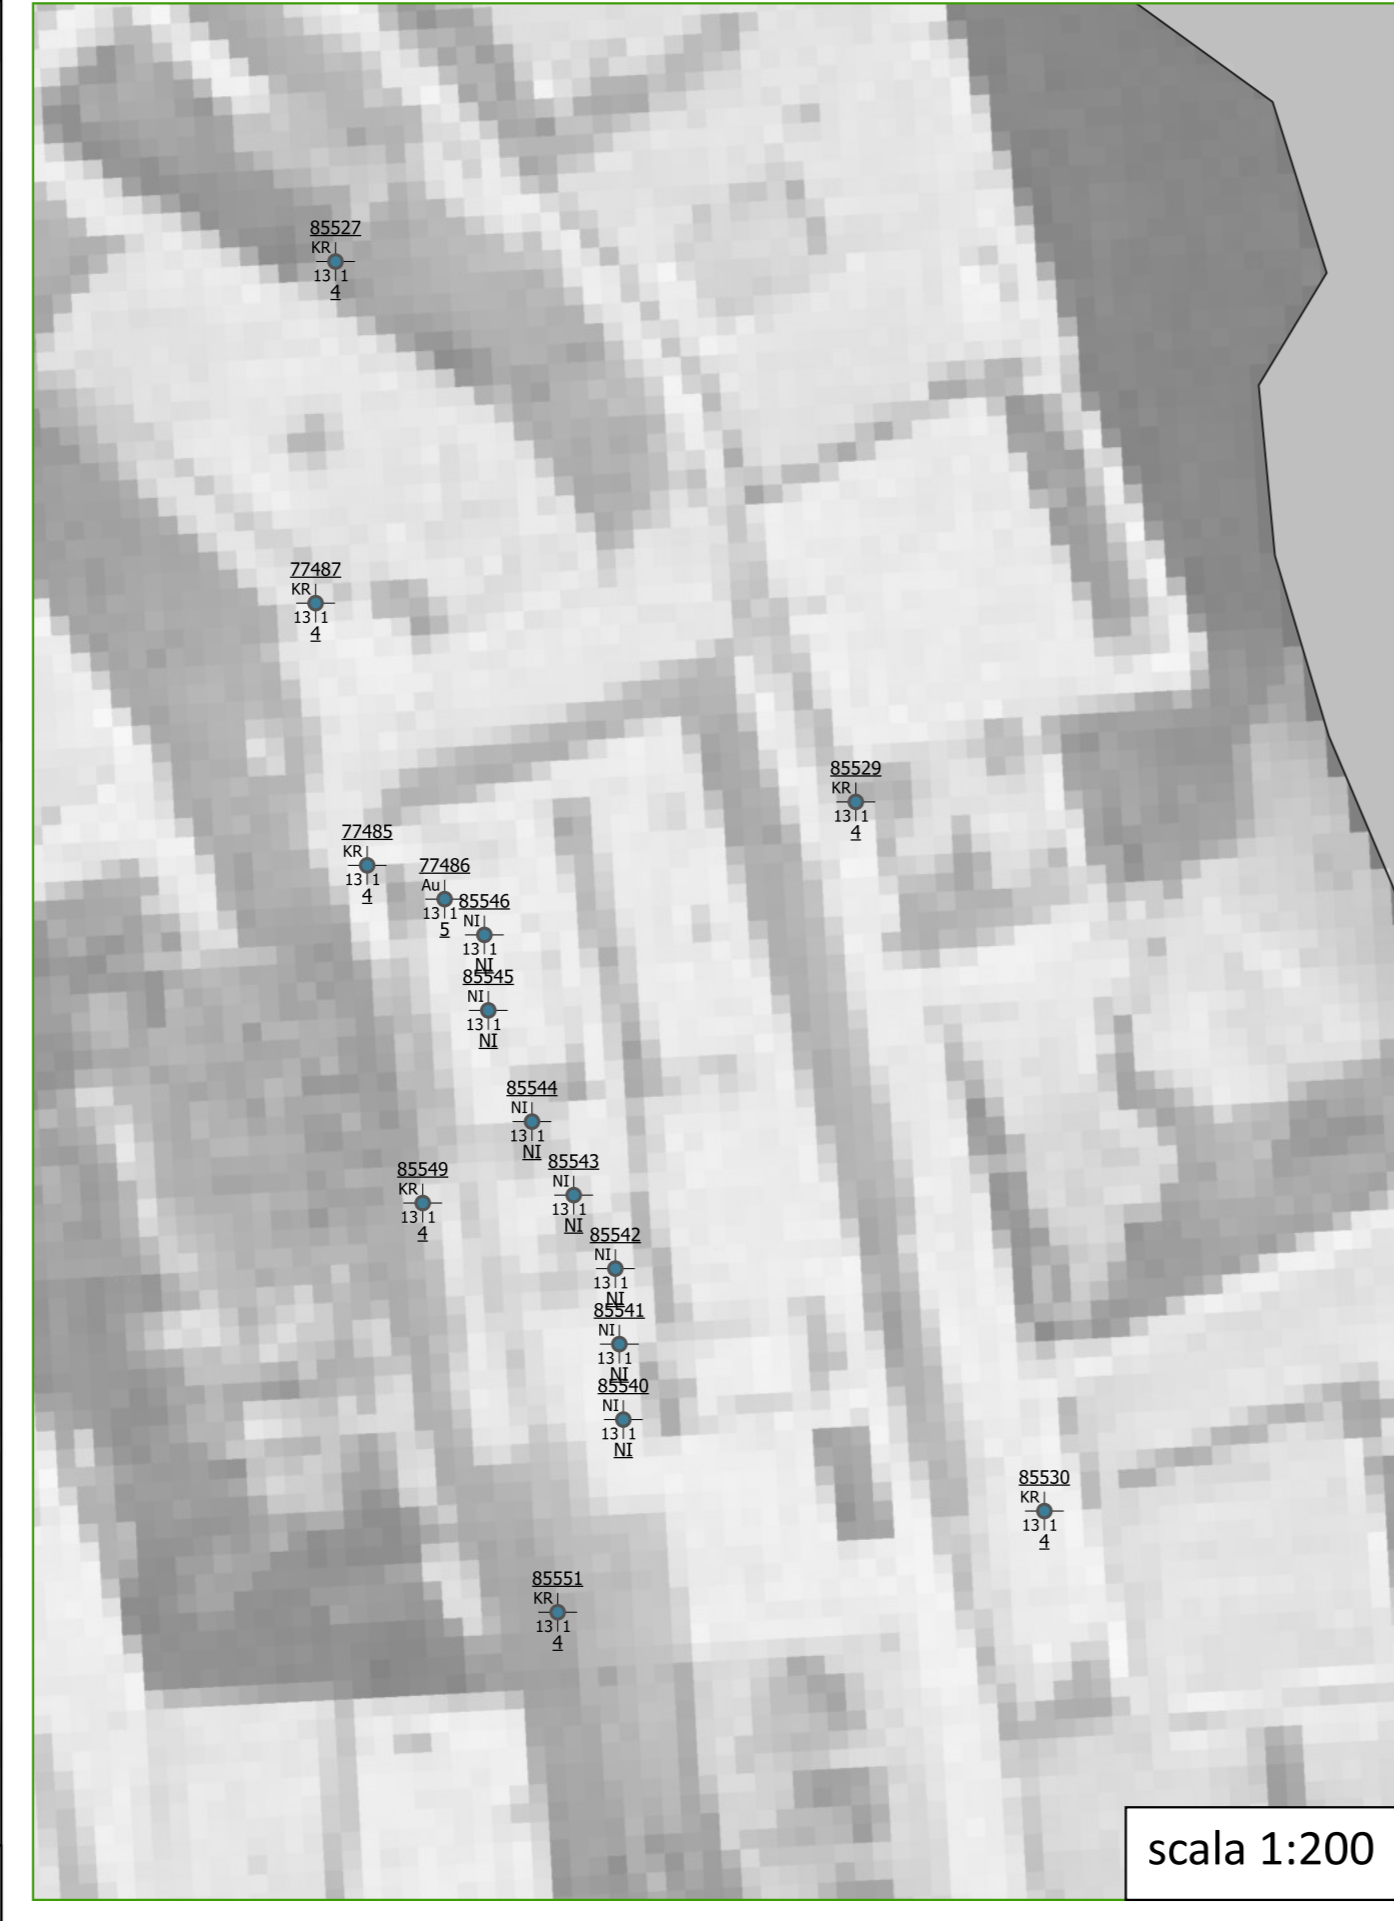 85527
KR
13 1
4
77487
KR
13 1
4
85529
KR
13 1
4
77485
KR
13 1
4
77486
Au
13 1
5
85546
NI
13 1
NI
85545
NI
13 1
NI
85544
NI
13 1
NI
85543
NI
13 1
NI
85549
KR
13 1
4
85542
NI
13 1
NI
85541
NI
13 1
NI
85540
NI
13 1
NI
85530
KR
13 1
4
85551
KR
13 1
4
scala 1:200